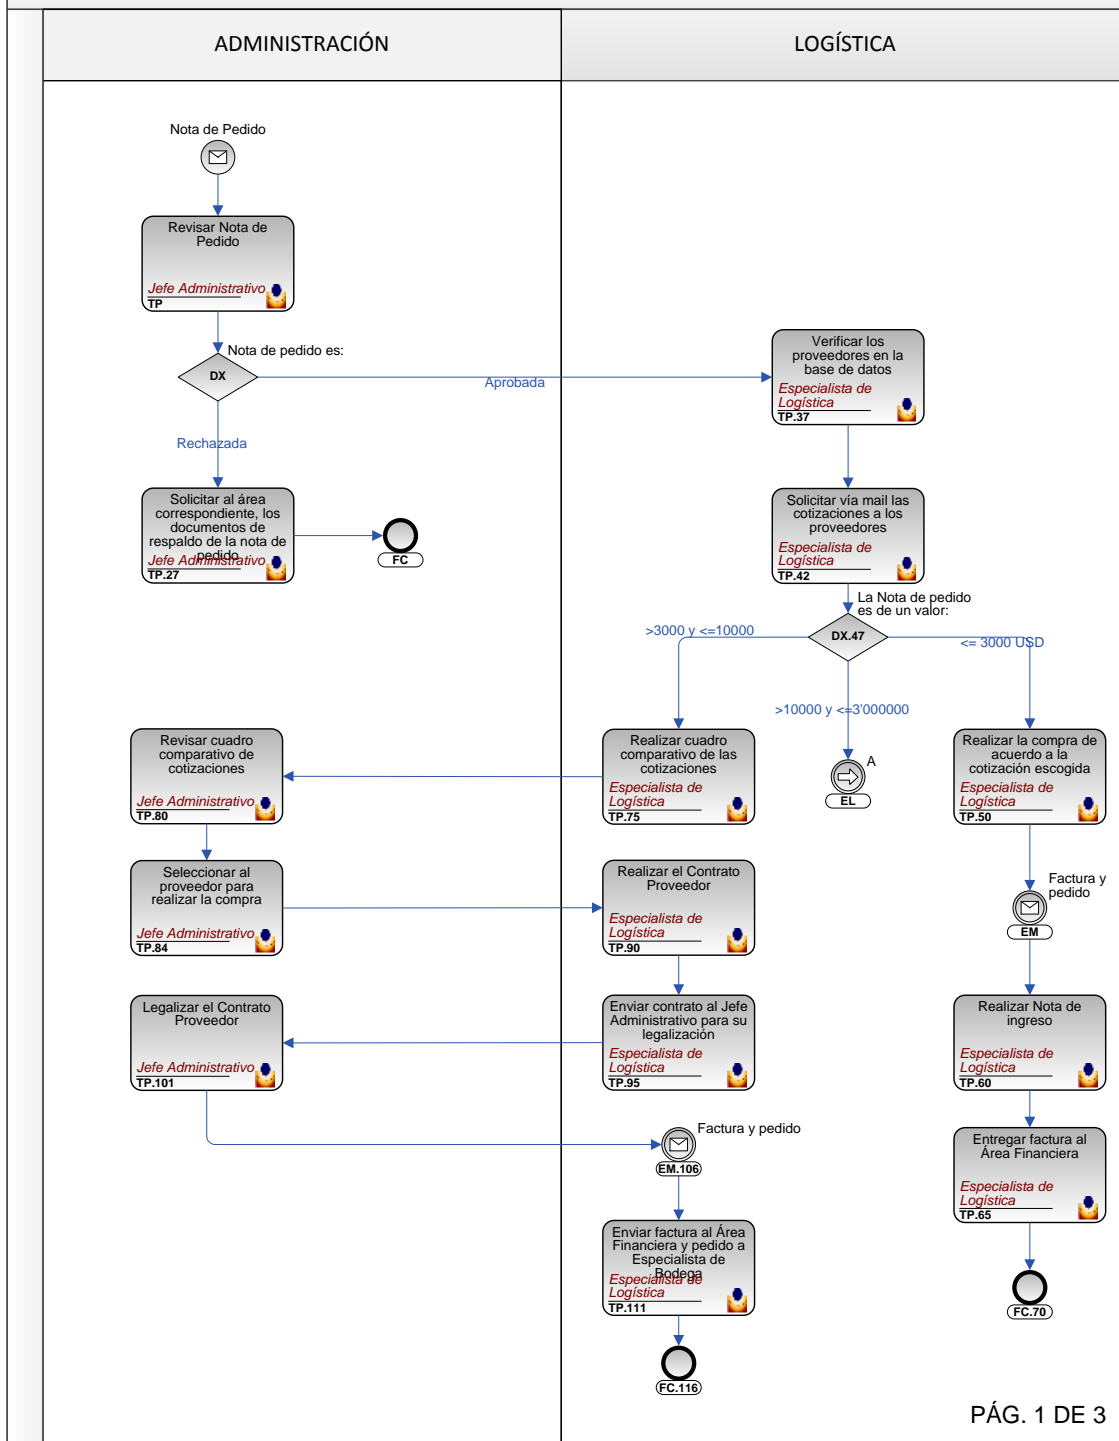 ADMINISTRACIÓN
LOGÍSTICA
Nota de Pedido
Revisar Nota de
Pedido
Jefe Administrativo
TP
Nota de pedido es:
DX
Aprobada
Rechazada
Verificar los
proveedores en la
base de datos
Especialista de
Logística
TP.37
Solicitar al área
correspondiente, los
documentos de
respaldo de la nota de
pedido
Jefe Administrativo
TP.27
FC
Solicitar vía mail las
cotizaciones a los
proveedores
Especialista de
Logística
TP.42
La Nota de pedido
es de un valor:
DX.47
>3000 y <=10000
<= 3000 USD
>10000 y <=3'000000
Revisar cuadro
comparativo de
cotizaciones
Jefe Administrativo
TP.80
Realizar cuadro
comparativo de las
cotizaciones
Especialista de
Logística
TP.75
A
EL
Realizar la compra de
acuerdo a la
cotización escogida
Especialista de
Logística
TP.50
Seleccionar al
proveedor para
realizar la compra
Jefe Administrativo
TP.84
Realizar el Contrato
Proveedor
Especialista de
Logística
TP.90
Factura y
pedido
EM
Legalizar el Contrato
Proveedor
Jefe Administrativo
TP.101
Enviar contrato al Jefe
Administrativo para su
legalización
Especialista de
Logística
TP.95
Realizar Nota de
ingreso
Especialista de
Logística
TP.60
Factura y pedido
EM.106
Entregar factura al
Área Financiera
Especialista de
Logística
TP.65
Enviar factura al Área
Financiera y pedido a
Especialista de
Bodega
Especialista de
Logística
TP.111
FC.70
FC.116
PÁG. 1 DE 3